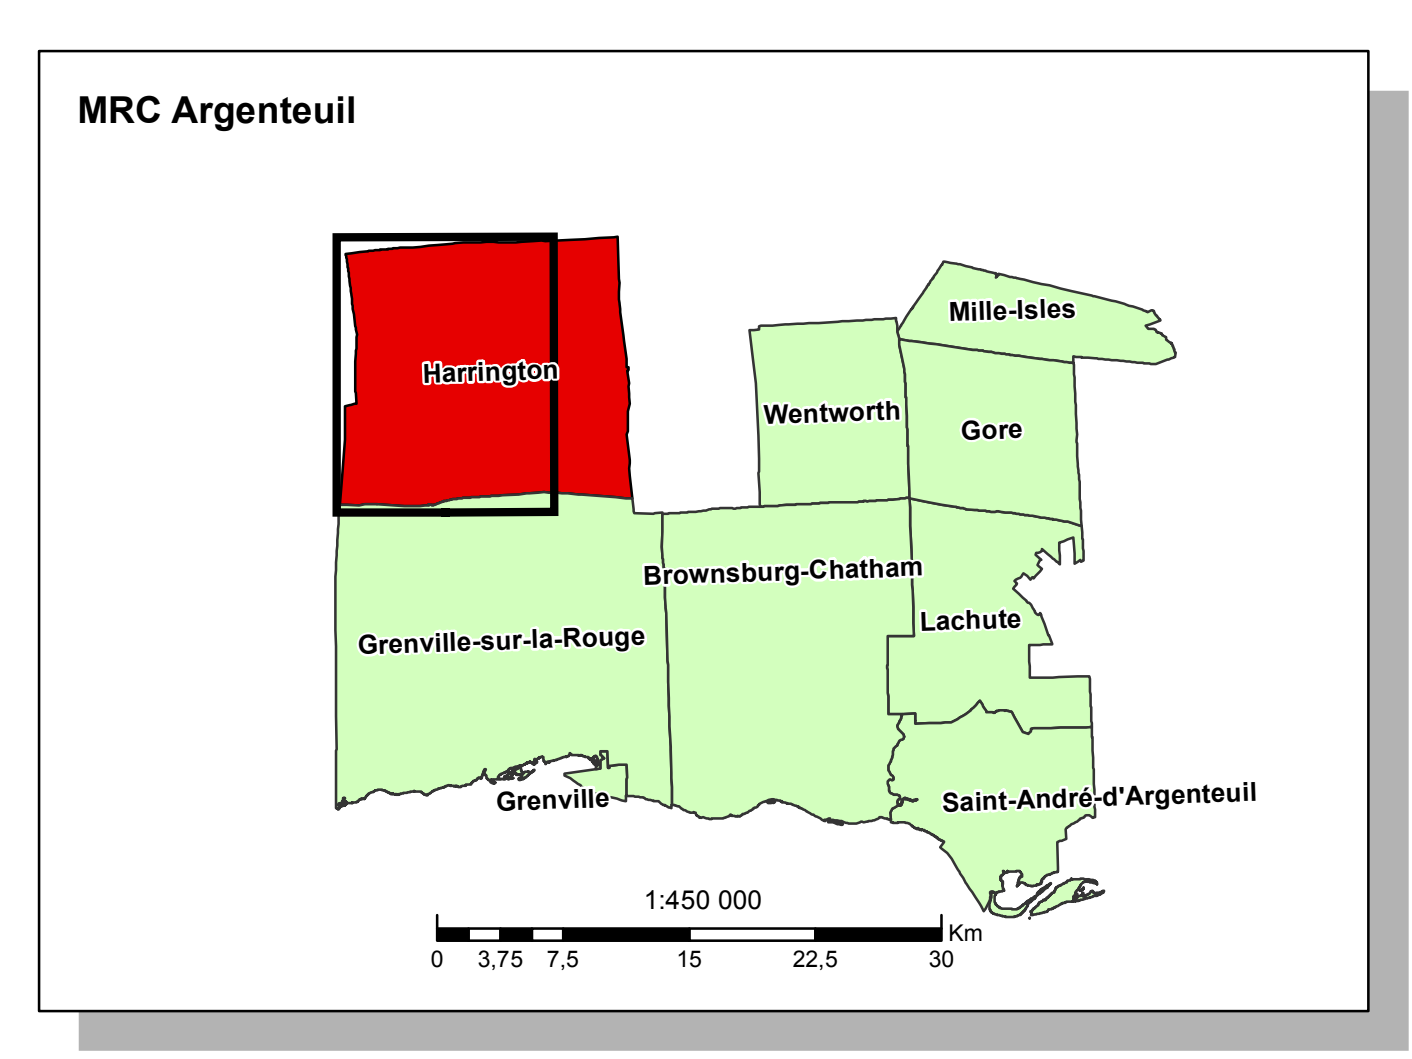 MRC Argenteuil
Mille-Isles
Harrington
Wentworth
Gore
Brownsburg-Chatham
Lachute
Grenville-sur-la-Rouge
Grenville
Saint-André-d'Argenteuil
1:450 000
Km
0 3,75 7,5 15 22,5 30